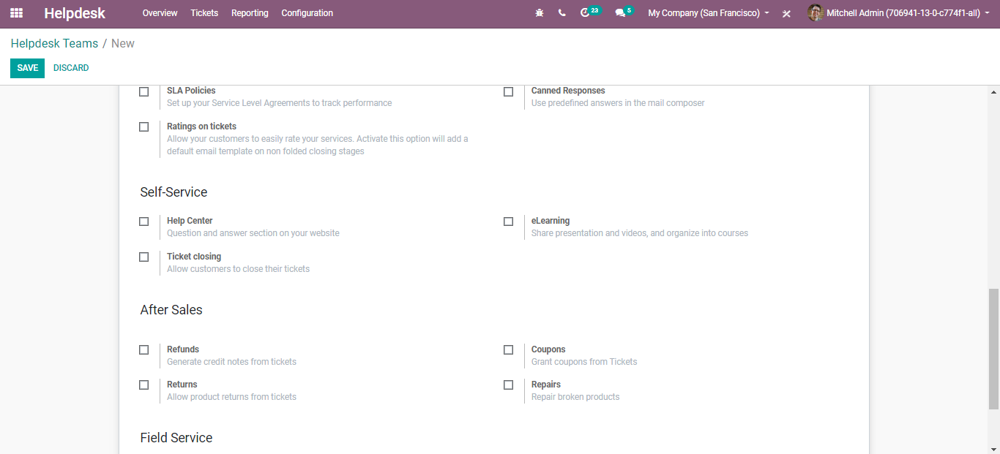 Helpdesk Overview Tickets Reporting Configuration 23 5 My Company (San Francisco) Mitchell Admin (706941-13-0-c774f1-all)
Helpdesk Teams / New
SAVE DISCARD
SLA Policies
Set up your Service Level Agreements to track performance
Canned Responses
Use predefined answers in the mail composer
Ratings on tickets
Allow your customers to easily rate your services. Activate this option will add a
default email template on non folded closing stages
Self-Service
Help Center
Question and answer section on your website
eLearning
Share presentation and videos, and organize into courses
Ticket closing
Allow customers to close their tickets
After Sales
Refunds
Generate credit notes from tickets
Coupons
Grant coupons from Tickets
Returns
Allow product returns from tickets
Repairs
Repair broken products
Field Service